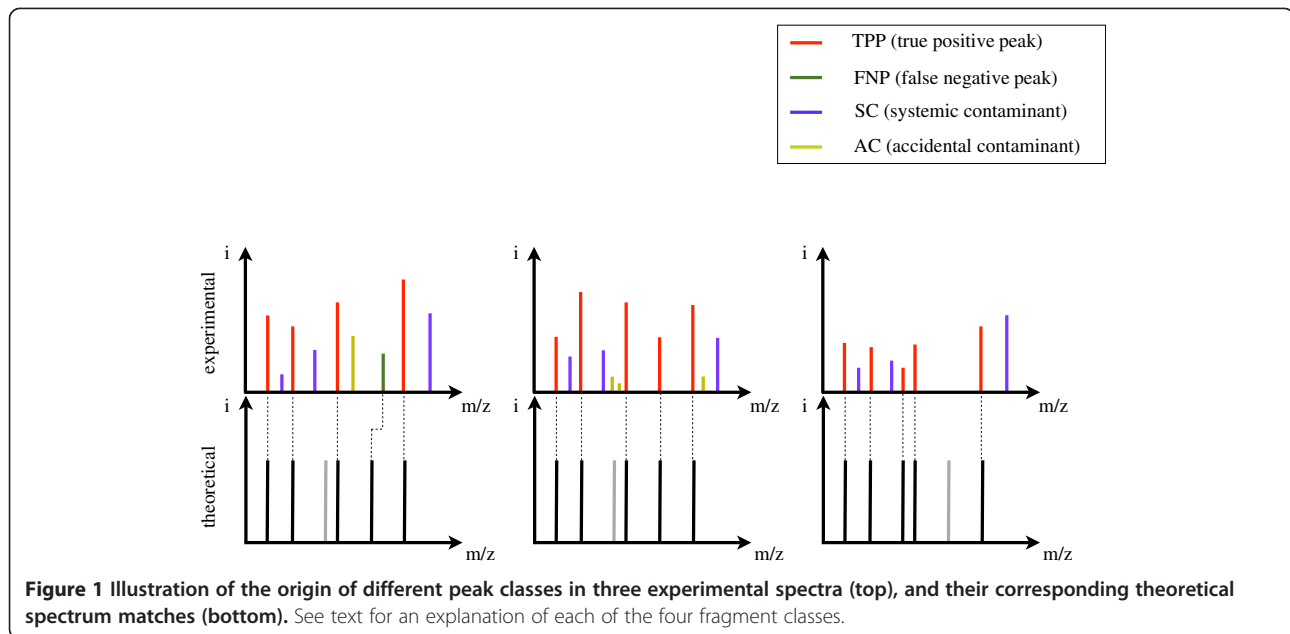 TPP (true positive peak)
FNP (false negative peak)
SC (systemic contaminant)
AC (accidental contaminant)
experimental
i
m/z
i
m/z
i
m/z
theoretical
i
m/z
i
m/z
i
m/z
Figure 1 Illustration of the origin of different peak classes in three experimental spectra (top), and their corresponding theoretical
spectrum matches (bottom). See text for an explanation of each of the four fragment classes.